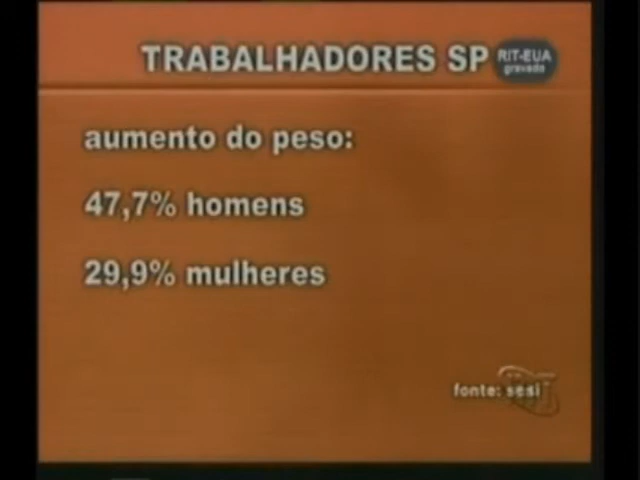 TRABALHADORES SP
RIT-EUA
gravado
aumento do peso:
47,7% homens
29,9% mulheres
fonte: sesi